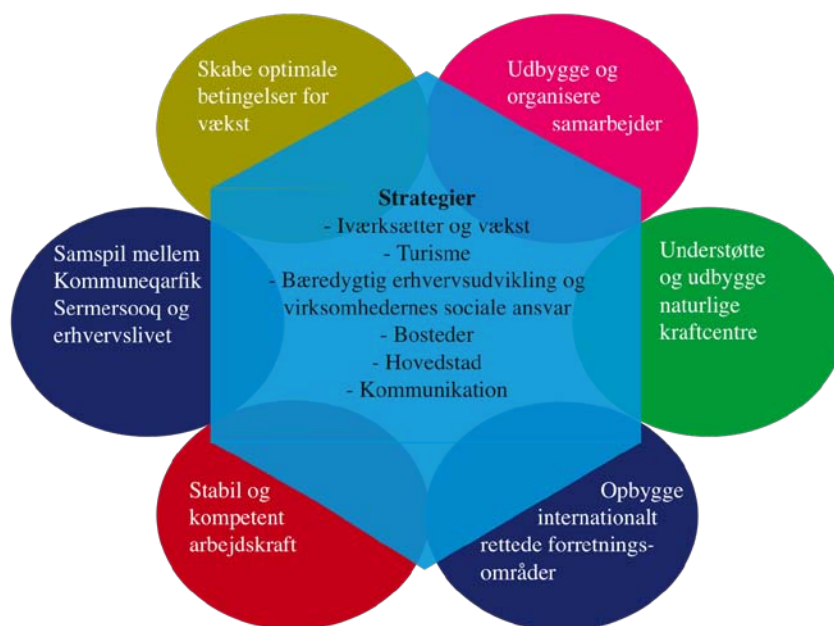 Skabe optimale
betingelser for
vækst
Udbygge og
organisere
samarbejder
Strategier
- Iværksætter og vækst
- Turisme
- Bæredygtig erhvervsudvikling og
virksomhedernes sociale ansvar
- Bosteder
- Hovedstad
- Kommunikation
Samspil mellem
Kommuneqarfik
Sermersooq og
erhvervslivet
Understøtte
og udbygge
naturlige
kraftcentre
Stabil og
kompetent
arbejdskraft
Opbygge
internationalt
rettede forretnings-
områder